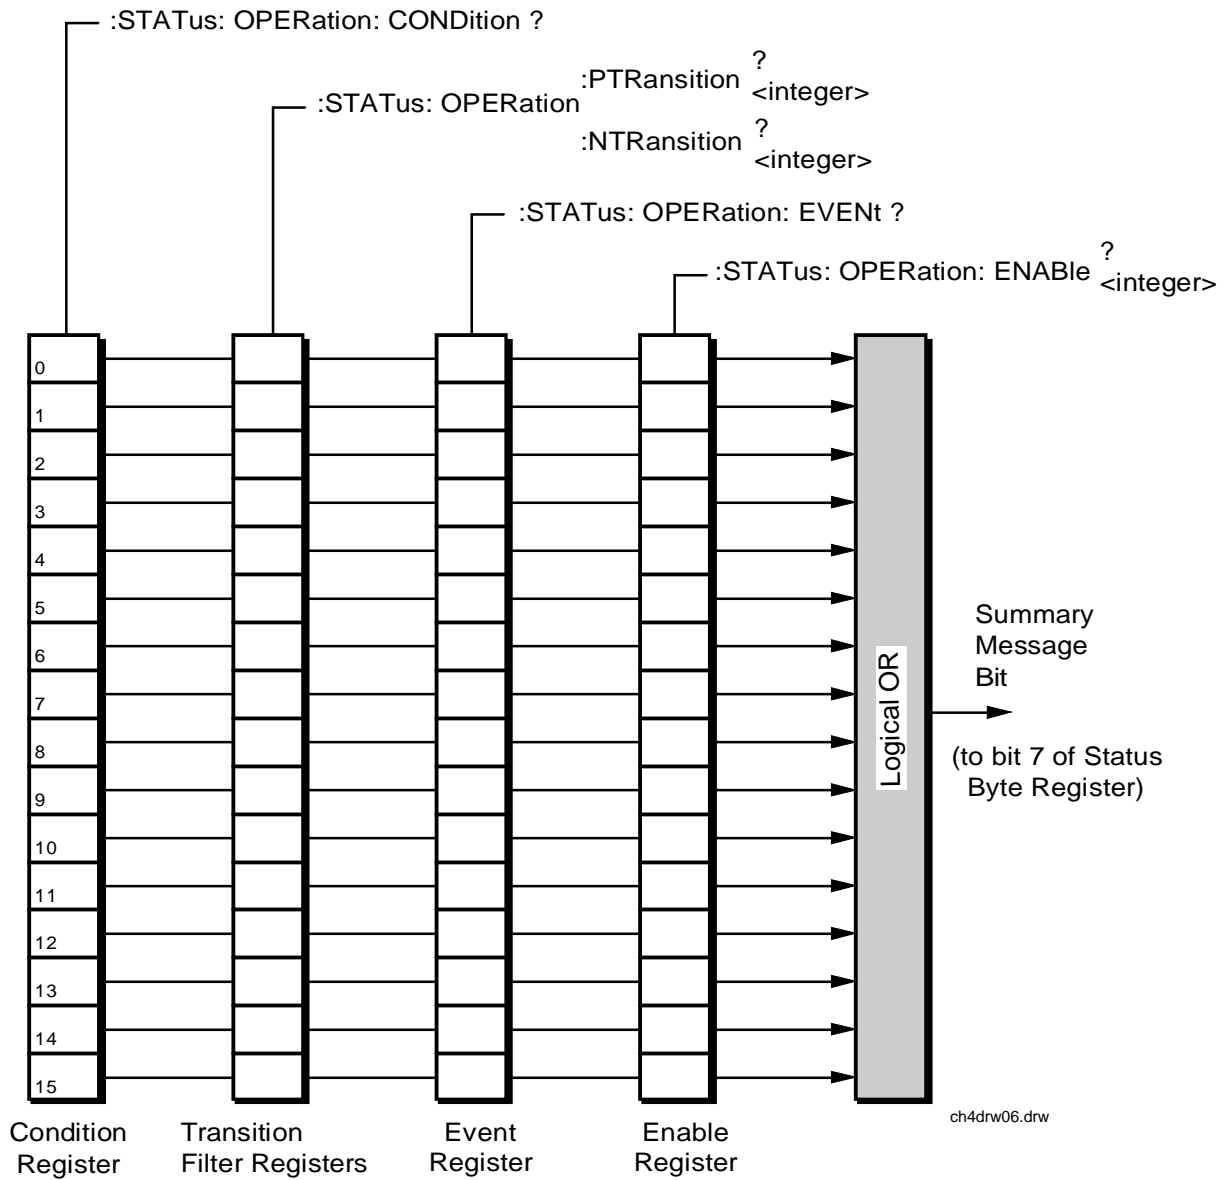 :STATus: OPERation: CONDition ?
?
:PTRansition <integer>
:STATus: OPERation
?
:NTRansition <integer>
:STATus: OPERation: EVENt ?
?
:STATus: OPERation: ENABle <integer>
0
1
2
3
4
5
6
7
8
9
10
11
12
13
14
15
Logical OR
Summary
Message
Bit
(to bit 7 of Status
Byte Register)
ch4drw06.drw
Condition
Register
Transition
Filter Registers
Event
Register
Enable
Register